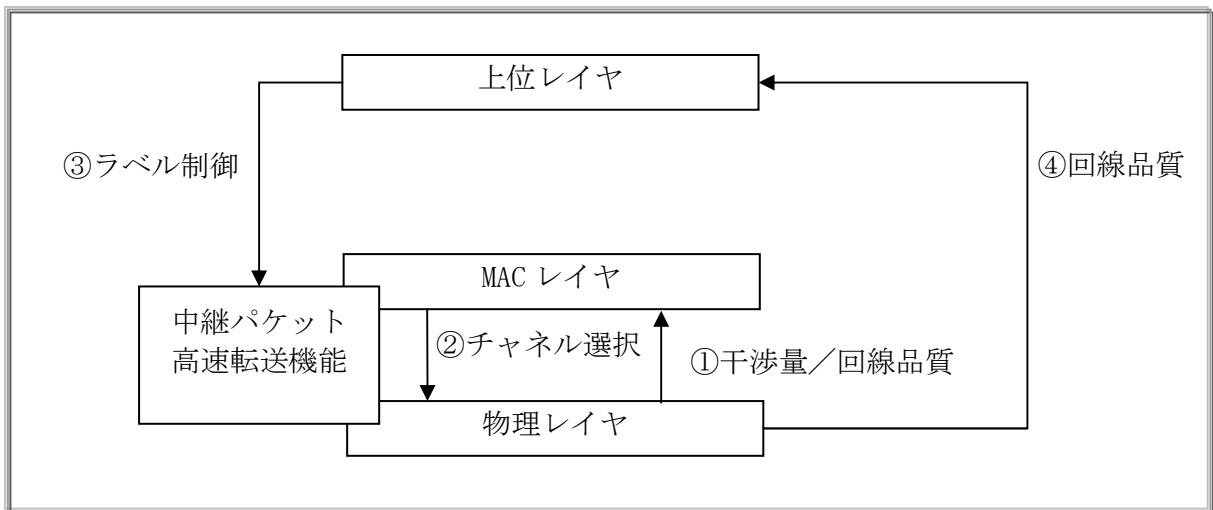 上位レイヤ
③ラベル制御
④回線品質
MAC レイヤ
中継パケット
高速転送機能
②チャネル選択
①干渉量／回線品質
物理レイヤ